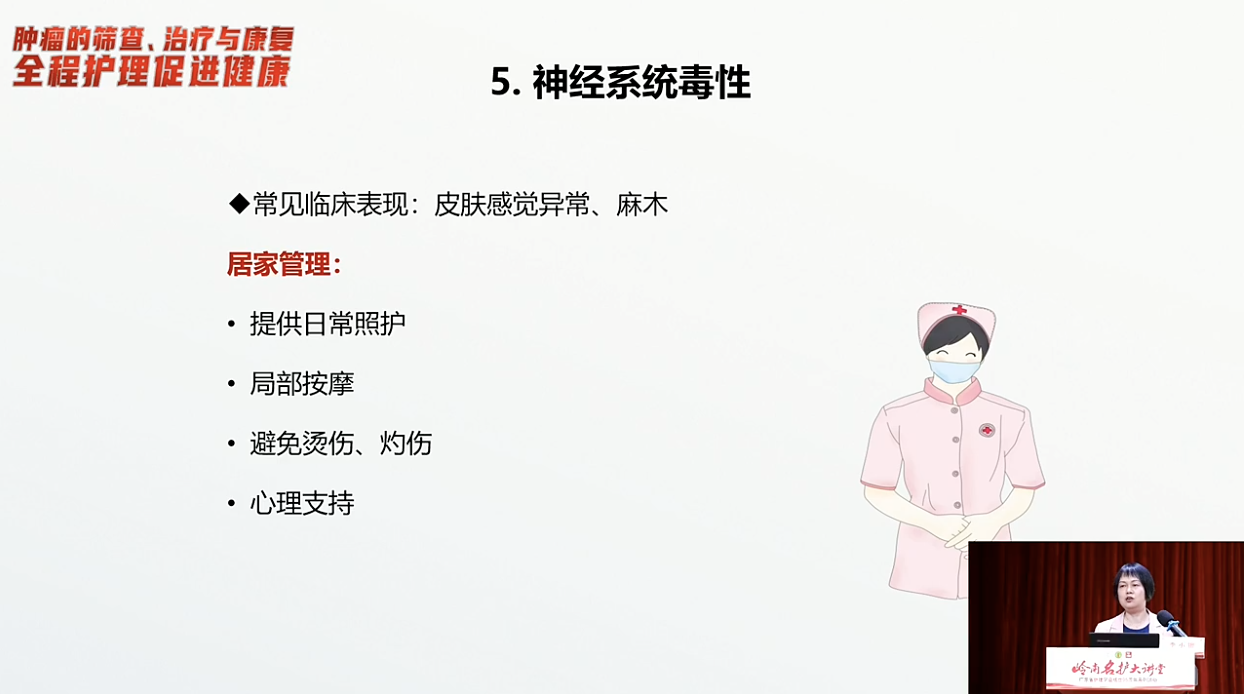 肿瘤的筛查、治疗与康复
全程护理促进健康
5. 神经系统毒性
◆常见临床表现：皮肤感觉异常、麻木
居家管理：
• 提供日常照护
• 局部按摩
• 避免烫伤、灼伤
• 心理支持
岭南名护大讲堂